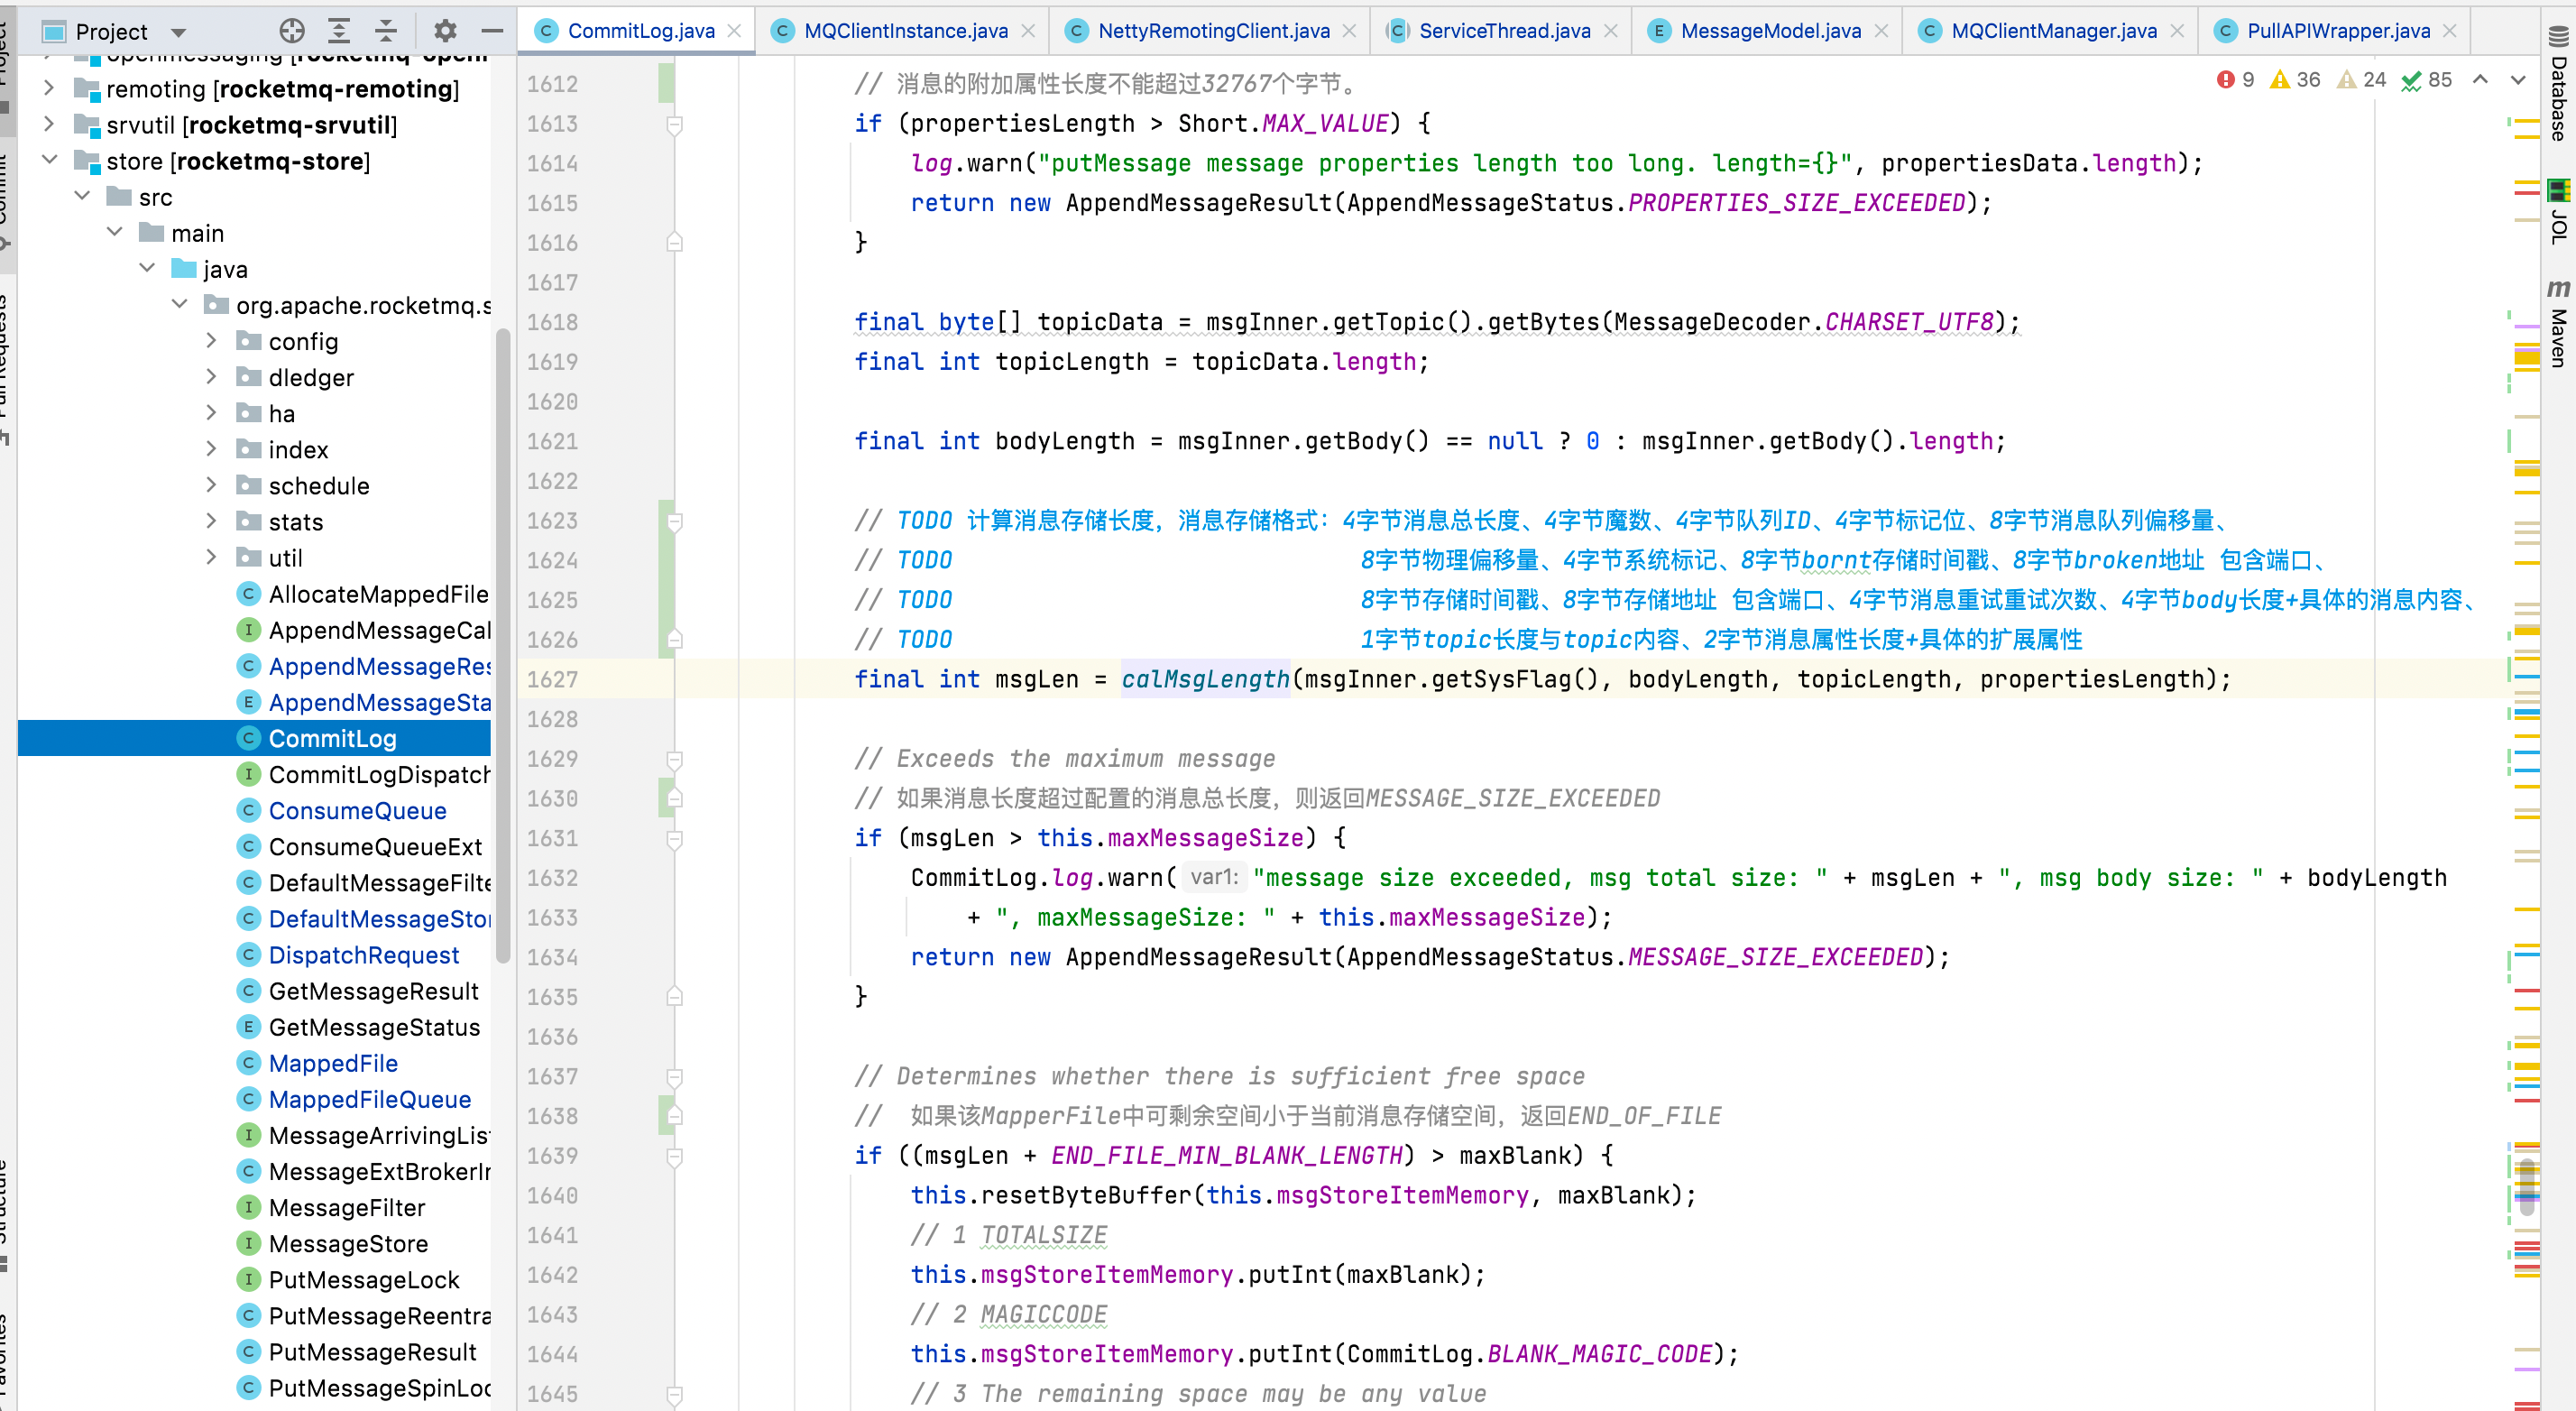 Project
CommitLog.java
MQClientInstance.java
NettyRemotingClient.java
ServiceThread.java
MessageModel.java
MQClientManager.java
PullAPIWrapper.java
remoting [rocketmq-remoting]
srvutil [rocketmq-srvutil]
store [rocketmq-store]
src
main
java
org.apache.rocketmq.s
config
dledger
ha
index
schedule
stats
util
AllocateMappedFile
AppendMessageCal
AppendMessageRes
AppendMessageSta
CommitLog
CommitLogDispatch
ConsumeQueue
ConsumeQueueExt
DefaultMessageFilte
DefaultMessageStor
DispatchRequest
GetMessageResult
GetMessageStatus
MappedFile
MappedFileQueue
MessageArrivingList
MessageExtBrokerIn
MessageFilter
MessageStore
PutMessageLock
PutMessageReentra
PutMessageResult
PutMessageSpinLoc
9 36 24 85
1612 // 消息的附加属性长度不能超过32767个字节。
1613 if (propertiesLength > Short.MAX_VALUE) {
1614 log.warn("putMessage message properties length too long. length={}", propertiesData.length);
1615 return new AppendMessageResult(AppendMessageStatus.PROPERTIES_SIZE_EXCEEDED);
1616 }
1617
1618 final byte[] topicData = msgInner.getTopic().getBytes(MessageDecoder.CHARSET_UTF8);
1619 final int topicLength = topicData.length;
1620
1621 final int bodyLength = msgInner.getBody() == null ? 0 : msgInner.getBody().length;
1622
1623 // TODO 计算消息存储长度，消息存储格式：4字节消息总长度、4字节魔数、4字节队列ID、4字节标记位、8字节消息队列偏移量、
1624 // TODO 8字节物理偏移量、4字节系统标记、8字节bornt存储时间戳、8字节broken地址 包含端口、
1625 // TODO 8字节存储时间戳、8字节存储地址 包含端口、4字节消息重试重试次数、4字节body长度+具体的消息内容、
1626 // TODO 1字节topic长度与topic内容、2字节消息属性长度+具体的扩展属性
1627 final int msgLen = calMsgLength(msgInner.getSysFlag(), bodyLength, topicLength, propertiesLength);
1628
1629 // Exceeds the maximum message
1630 // 如果消息长度超过配置的消息总长度，则返回MESSAGE_SIZE_EXCEEDED
1631 if (msgLen > this.maxMessageSize) {
1632 CommitLog.log.warn( var1: "message size exceeded, msg total size: " + msgLen + ", msg body size: " + bodyLength
1633 + ", maxMessageSize: " + this.maxMessageSize);
1634 return new AppendMessageResult(AppendMessageStatus.MESSAGE_SIZE_EXCEEDED);
1635 }
1636
1637 // Determines whether there is sufficient free space
1638 // 如果该MapperFile中可剩余空间小于当前消息存储空间，返回END_OF_FILE
1639 if ((msgLen + END_FILE_MIN_BLANK_LENGTH) > maxBlank) {
1640 this.resetByteBuffer(this.msgStoreItemMemory, maxBlank);
1641 // 1 TOTALSIZE
1642 this.msgStoreItemMemory.putInt(maxBlank);
1643 // 2 MAGICCODE
1644 this.msgStoreItemMemory.putInt(CommitLog.BLANK_MAGIC_CODE);
1645 // 3 The remaining space may be any value
Database
JOL
Maven